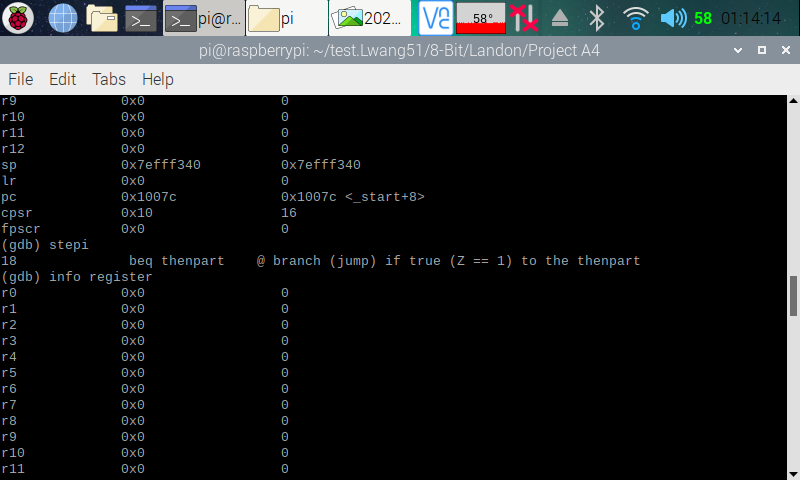 pi@r... pi 202... 58° 58 01:14:14
pi@raspberrypi: ~/test.Lwang51/8-Bit/Landon/Project A4
File Edit Tabs Help
r9 0x0 0
r10 0x0 0
r11 0x0 0
r12 0x0 0
sp 0x7efff340 0x7efff340
lr 0x0 0
pc 0x1007c 0x1007c <_start+8>
cpsr 0x10 16
fpscr 0x0 0
(gdb) stepi
18 beq thenpart @ branch (jump) if true (Z == 1) to the thenpart
(gdb) info register
r0 0x0 0
r1 0x0 0
r2 0x0 0
r3 0x0 0
r4 0x0 0
r5 0x0 0
r6 0x0 0
r7 0x0 0
r8 0x0 0
r9 0x0 0
r10 0x0 0
r11 0x0 0